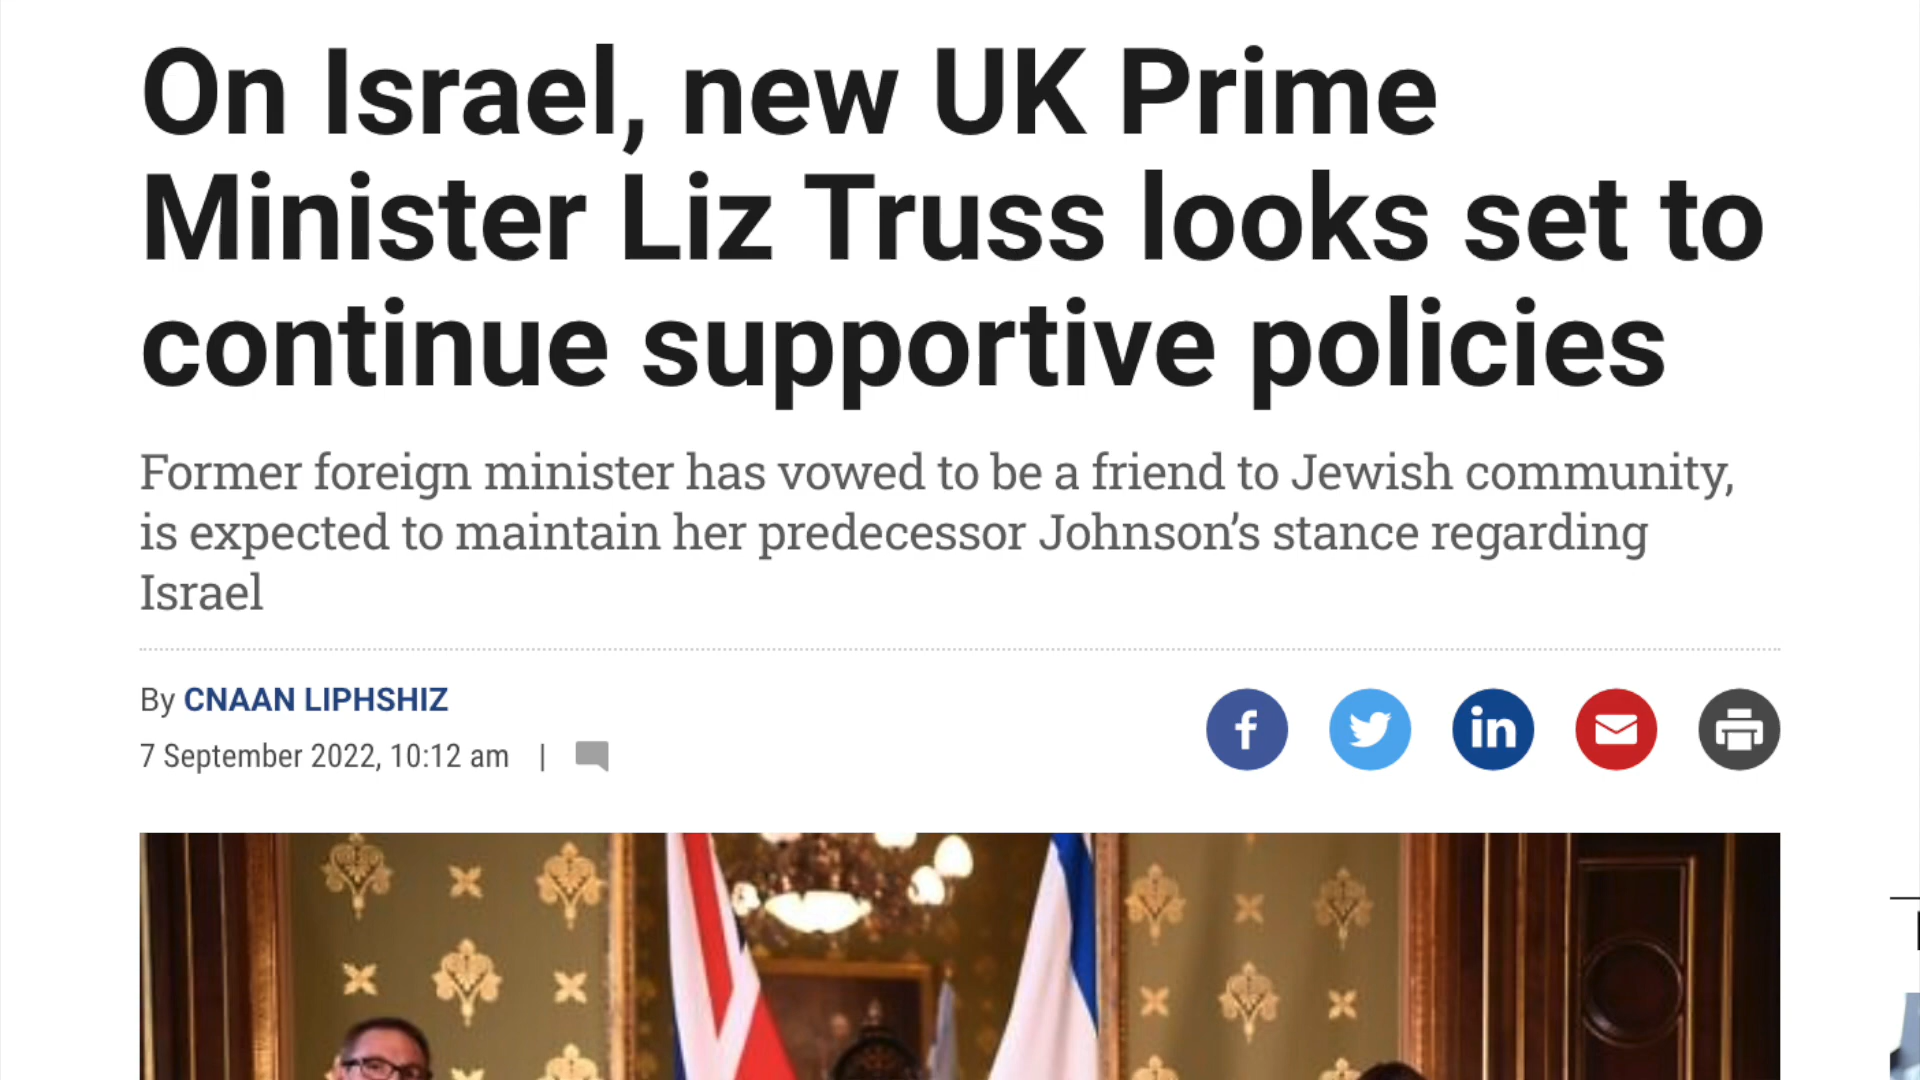 On Israel, new UK Prime
Minister Liz Truss looks set to
continue supportive policies
Former foreign minister has vowed to be a friend to Jewish community,
is expected to maintain her predecessor Johnson’s stance regarding
Israel
By CNAAN LIPHSHIZ
7 September 2022, 10:12 am |